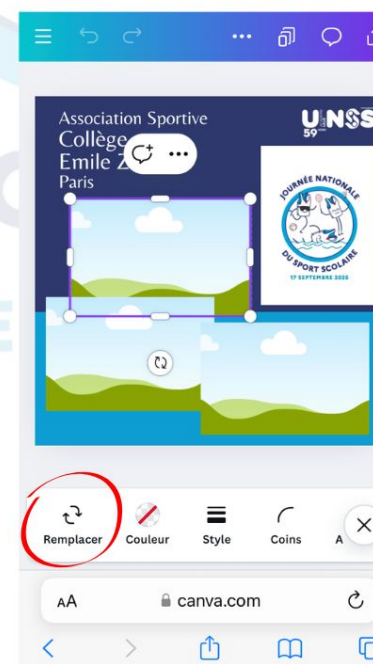 Association Sportive
Collège
Emile Z
Paris
UNSS
59
JOURNÉE NATIONALE
DU SPORT SCOLAIRE
17 SEPTEMBRE 2025
Remplacer
Couleur
Style
Coins
A
AA
canva.com